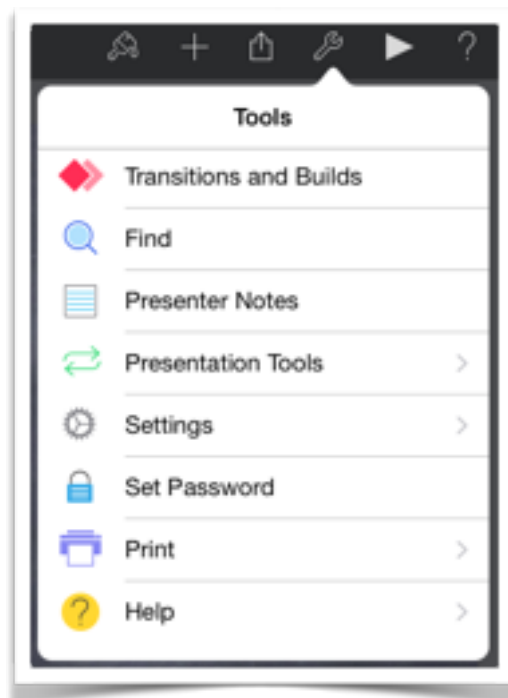 ?
Tools
Transitions and Builds
Find
Presenter Notes
Presentation Tools
Settings
Set Password
Print
? Help